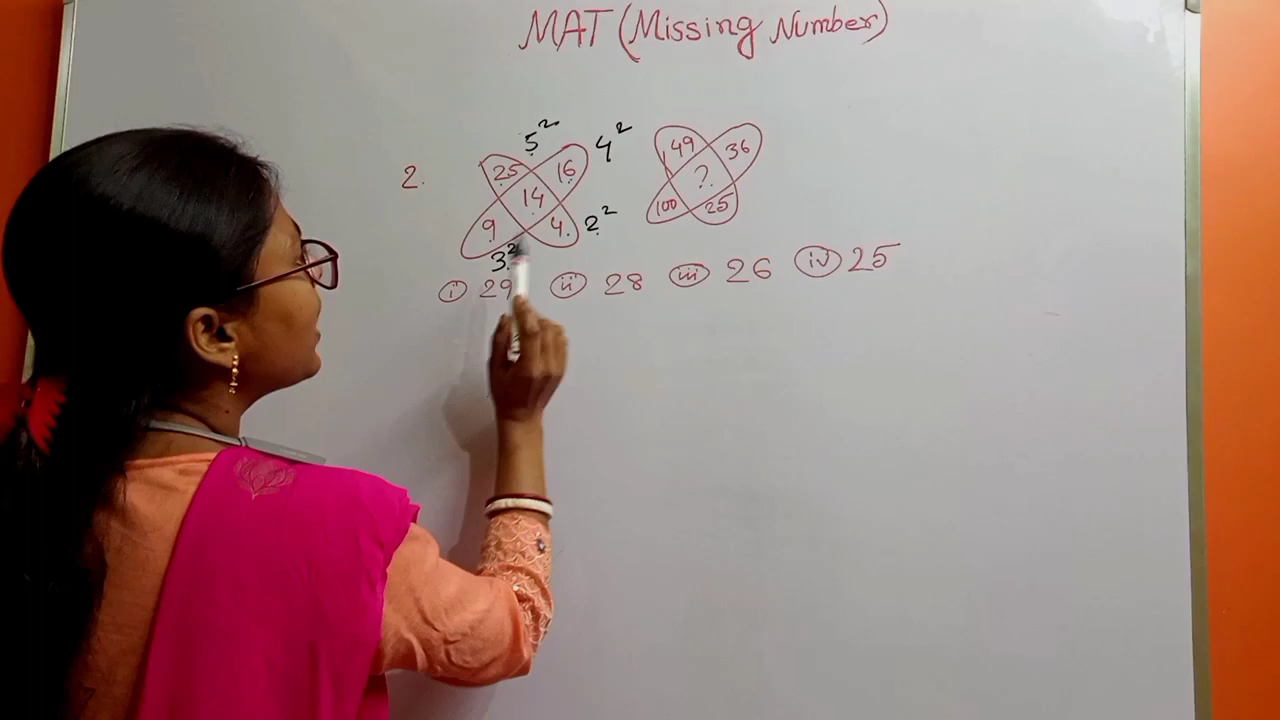 MAT (Missing Number)
5² 4²
2. 25 16 49 36
14 ?
9 4 2² 100 25
3²
(i) 29 (ii) 28 (iii) 26 (iv) 25